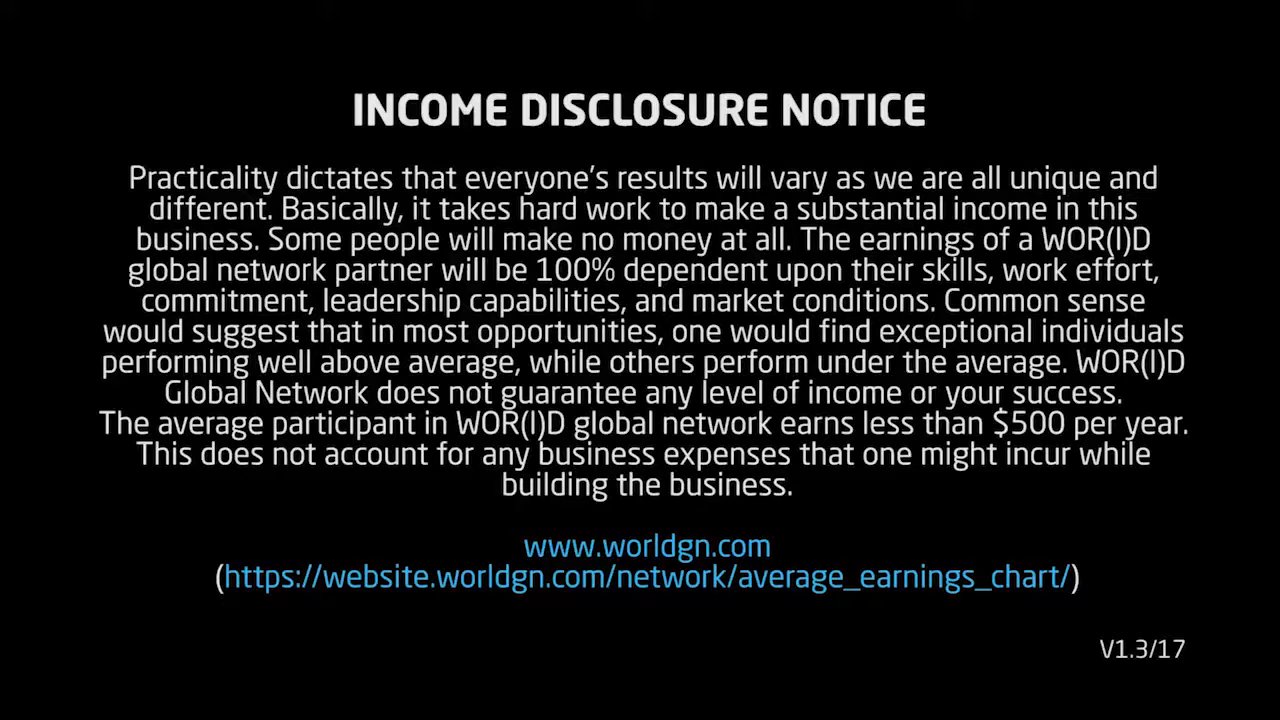 INCOME DISCLOSURE NOTICE
Practicality dictates that everyone's results will vary as we are all unique and
different. Basically, it takes hard work to make a substantial income in this
business. Some people will make no money at all. The earnings of a WOR(l)D
global network partner will be 100% dependent upon their skills, work effort,
commitment, leadership capabilities, and market conditions. Common sense
would suggest that in most opportunities, one would find exceptional individuals
performing well above average, while others perform under the average. WOR(l)D
Global Network does not guarantee any level of income or your success.
The average participant in WOR(l)D global network earns less than $500 per year.
This does not account for any business expenses that one might incur while
building the business.
www.worldgn.com
(https://website.worldgn.com/network/average_earnings_chart/)
V1.3/17